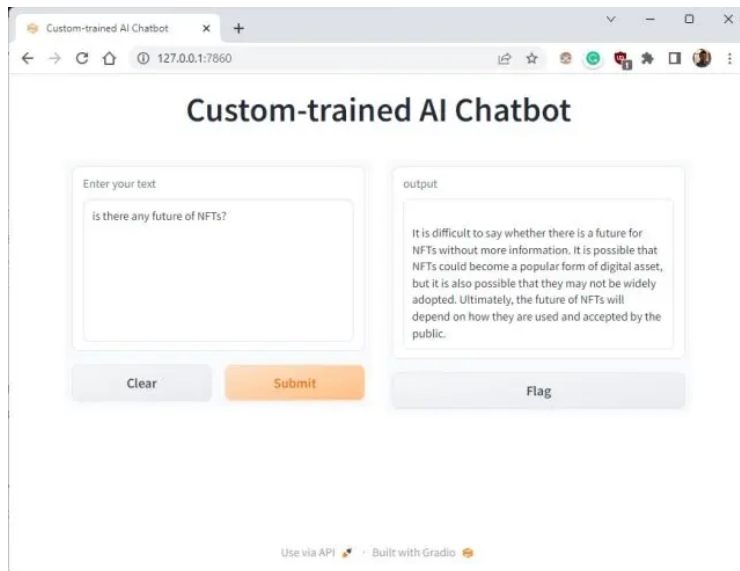 Custom-trained AI Chatbot
127.0.0.1:7860
1
Custom-trained AI Chatbot
Enter your text
is there any future of NFTs?
Clear
Submit
output
It is difficult to say whether there is a future for
NFTs without more information. It is possible that
NFTs could become a popular form of digital asset,
but it is also possible that they may not be widely
adopted. Ultimately, the future of NFTs will
depend on how they are used and accepted by the
public.
Flag
Use via API · Built with Gradio